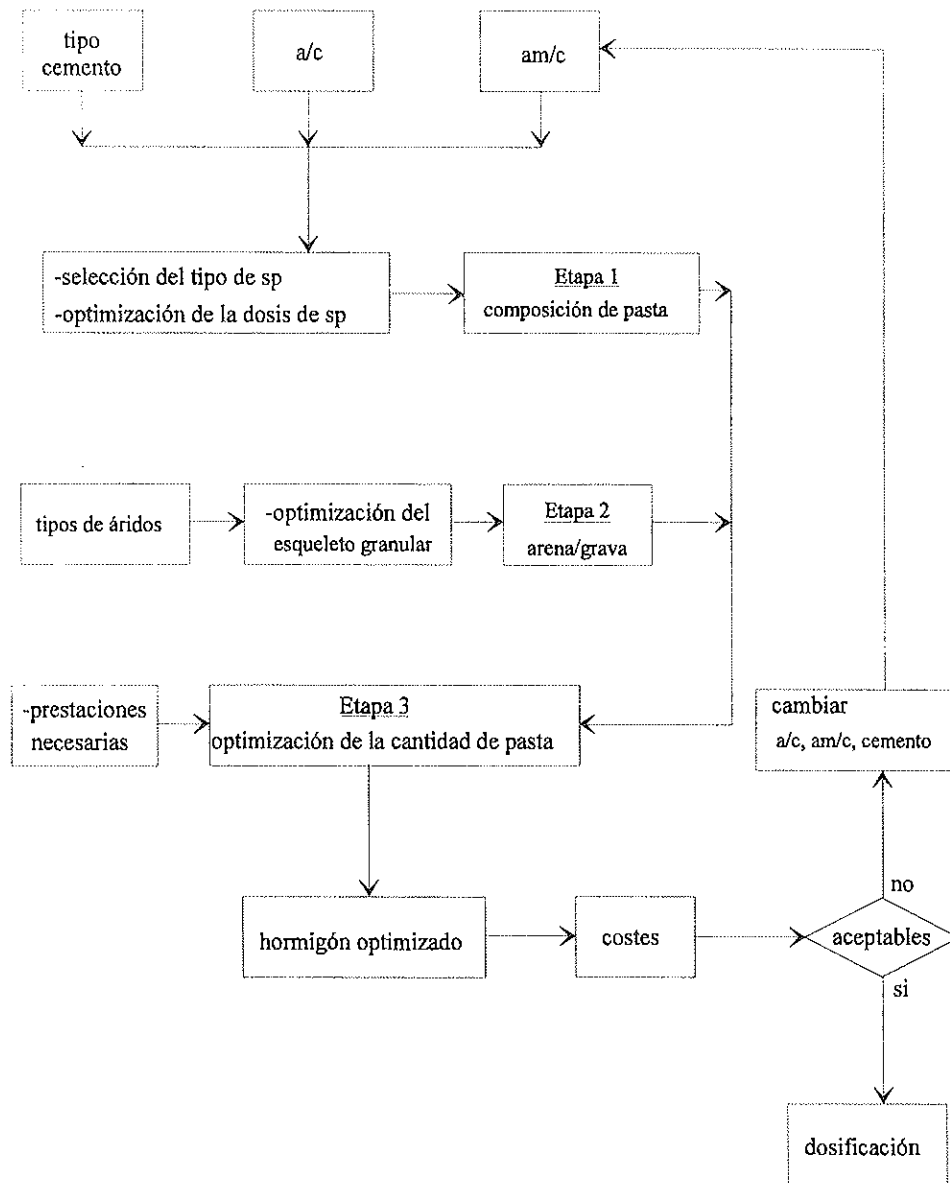 tipo
cemento
a/c
am/c
-selección del tipo de sp
-optimización de la dosis de sp
Etapa 1
composición de pasta
tipos de áridos
-optimización del
esqueleto granular
Etapa 2
arena/grava
-prestaciones
necesarias
Etapa 3
optimización de la cantidad de pasta
cambiar
a/c, am/c, cemento
no
hormigón optimizado
costes
aceptables
si
dosificación